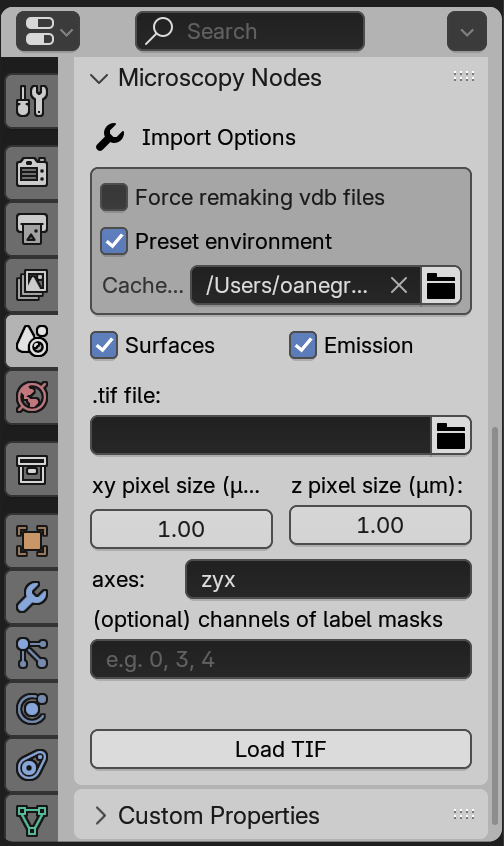 Search
Microscopy Nodes
Import Options
Force remaking vdb files
Preset environment
Cache... /Users/oanegr...
Surfaces Emission
.tif file:
xy pixel size (µ... z pixel size (µm):
1.00 1.00
axes: zyx
(optional) channels of label masks
e.g. 0, 3, 4
Load TIF
Custom Properties